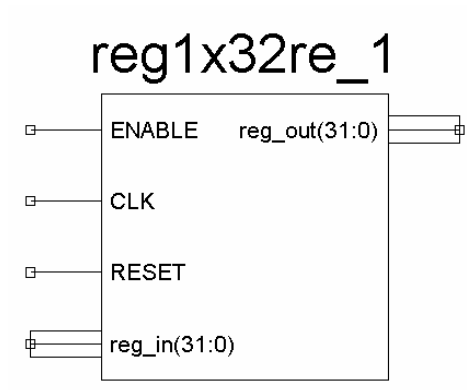 reg1x32re_1
ENABLE reg_out(31:0)
CLK
RESET
reg_in(31:0)